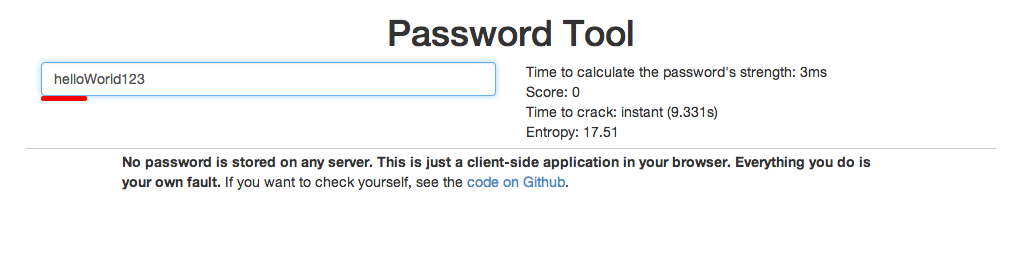 Password Tool
helloWorld123
Time to calculate the password's strength: 3ms
Score: 0
Time to crack: instant (9.331s)
Entropy: 17.51
No password is stored on any server. This is just a client-side application in your browser. Everything you do is
your own fault. If you want to check yourself, see the code on Github.